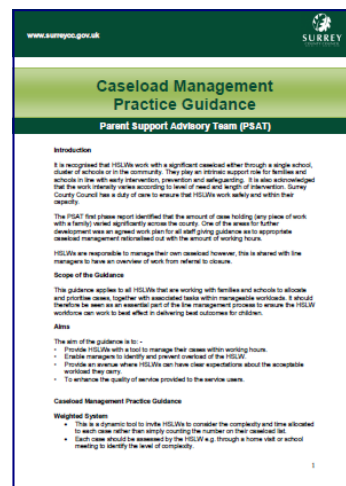 www.surreycc.gov.uk
SURREY
COUNTY COUNCIL
Caseload Management
Practice Guidance
Parent Support Advisory Team (PSAT)
Introduction
It is recognised that HSLWs work with a significant caseload either through a single school,
cluster of schools or in the community. They play an intrinsic support role for families and
schools in line with early intervention, prevention and safeguarding. It is also acknowledged
that the work intensity varies according to level of need and length of intervention. Surrey
County Council has a duty of care to ensure that HSLWs work safely and within their
capacity.
The PSAT first phase report identified that the amount of case holding (any piece of work
with a family) varied significantly across the county. One of the areas for further
development was an agreed work plan for all staff giving guidance as to appropriate
caseload management rationalised out with the amount of working hours.
HSLWs are responsible to manage their own caseload however, this is shared with line
managers to have an overview of work from referral to closure.
Scope of the Guidance
This guidance applies to all HSLWs that are working with families and schools to allocate
and prioritise cases, together with associated tasks within manageable workloads. It should
therefore be seen as an essential part of the line management process to ensure the HSLW
workforce can work to best effect in delivering best outcomes for children.
Aims
The aim of the guidance is to: -
• Provide HSLWs with a tool to manage their cases within working hours.
• Enable managers to identify and prevent overload of the HSLW.
• Provide an avenue where HSLWs can have clear expectations about the acceptable
workload they carry.
• To enhance the quality of service provided to the service users.
Caseload Management Practice Guidance
Weighted System
• This is a dynamic tool to invite HSLWs to consider the complexity and time allocated
to each case rather than simply counting the number on their caseload list.
• Each case should be assessed by the HSLW e.g. through a home visit or school
meeting to identify the level of complexity.
1